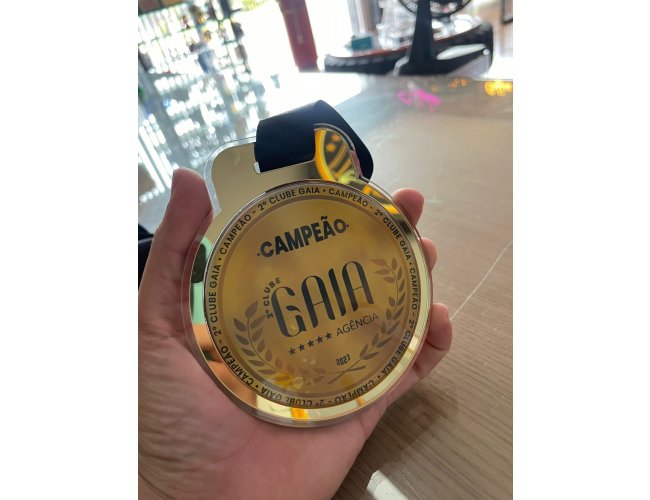 CAMPEÃO - 2º CLUBE GAIA • CAMPEÃO - 2º CLUBE GAIA • CAMPEÃO - 2º CLUBE GAIA • CAMPEÃO - 2º CLUBE GAIA •
·CAMPEÃO·
2º CLUBE
GAIA
★★★★★ AGÊNCIA
2023